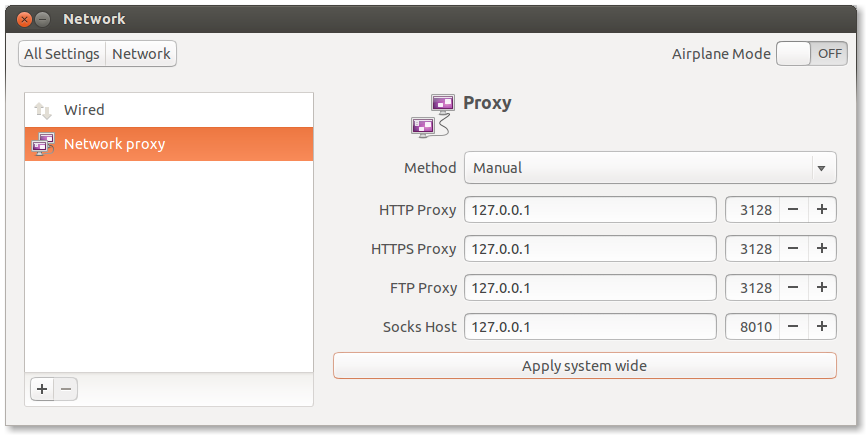 Network
All Settings Network
Airplane Mode OFF
Wired
Network proxy
Proxy
Method Manual
HTTP Proxy 127.0.0.1 3128 − +
HTTPS Proxy 127.0.0.1 3128 − +
FTP Proxy 127.0.0.1 3128 − +
Socks Host 127.0.0.1 8010 − +
Apply system wide
+ −